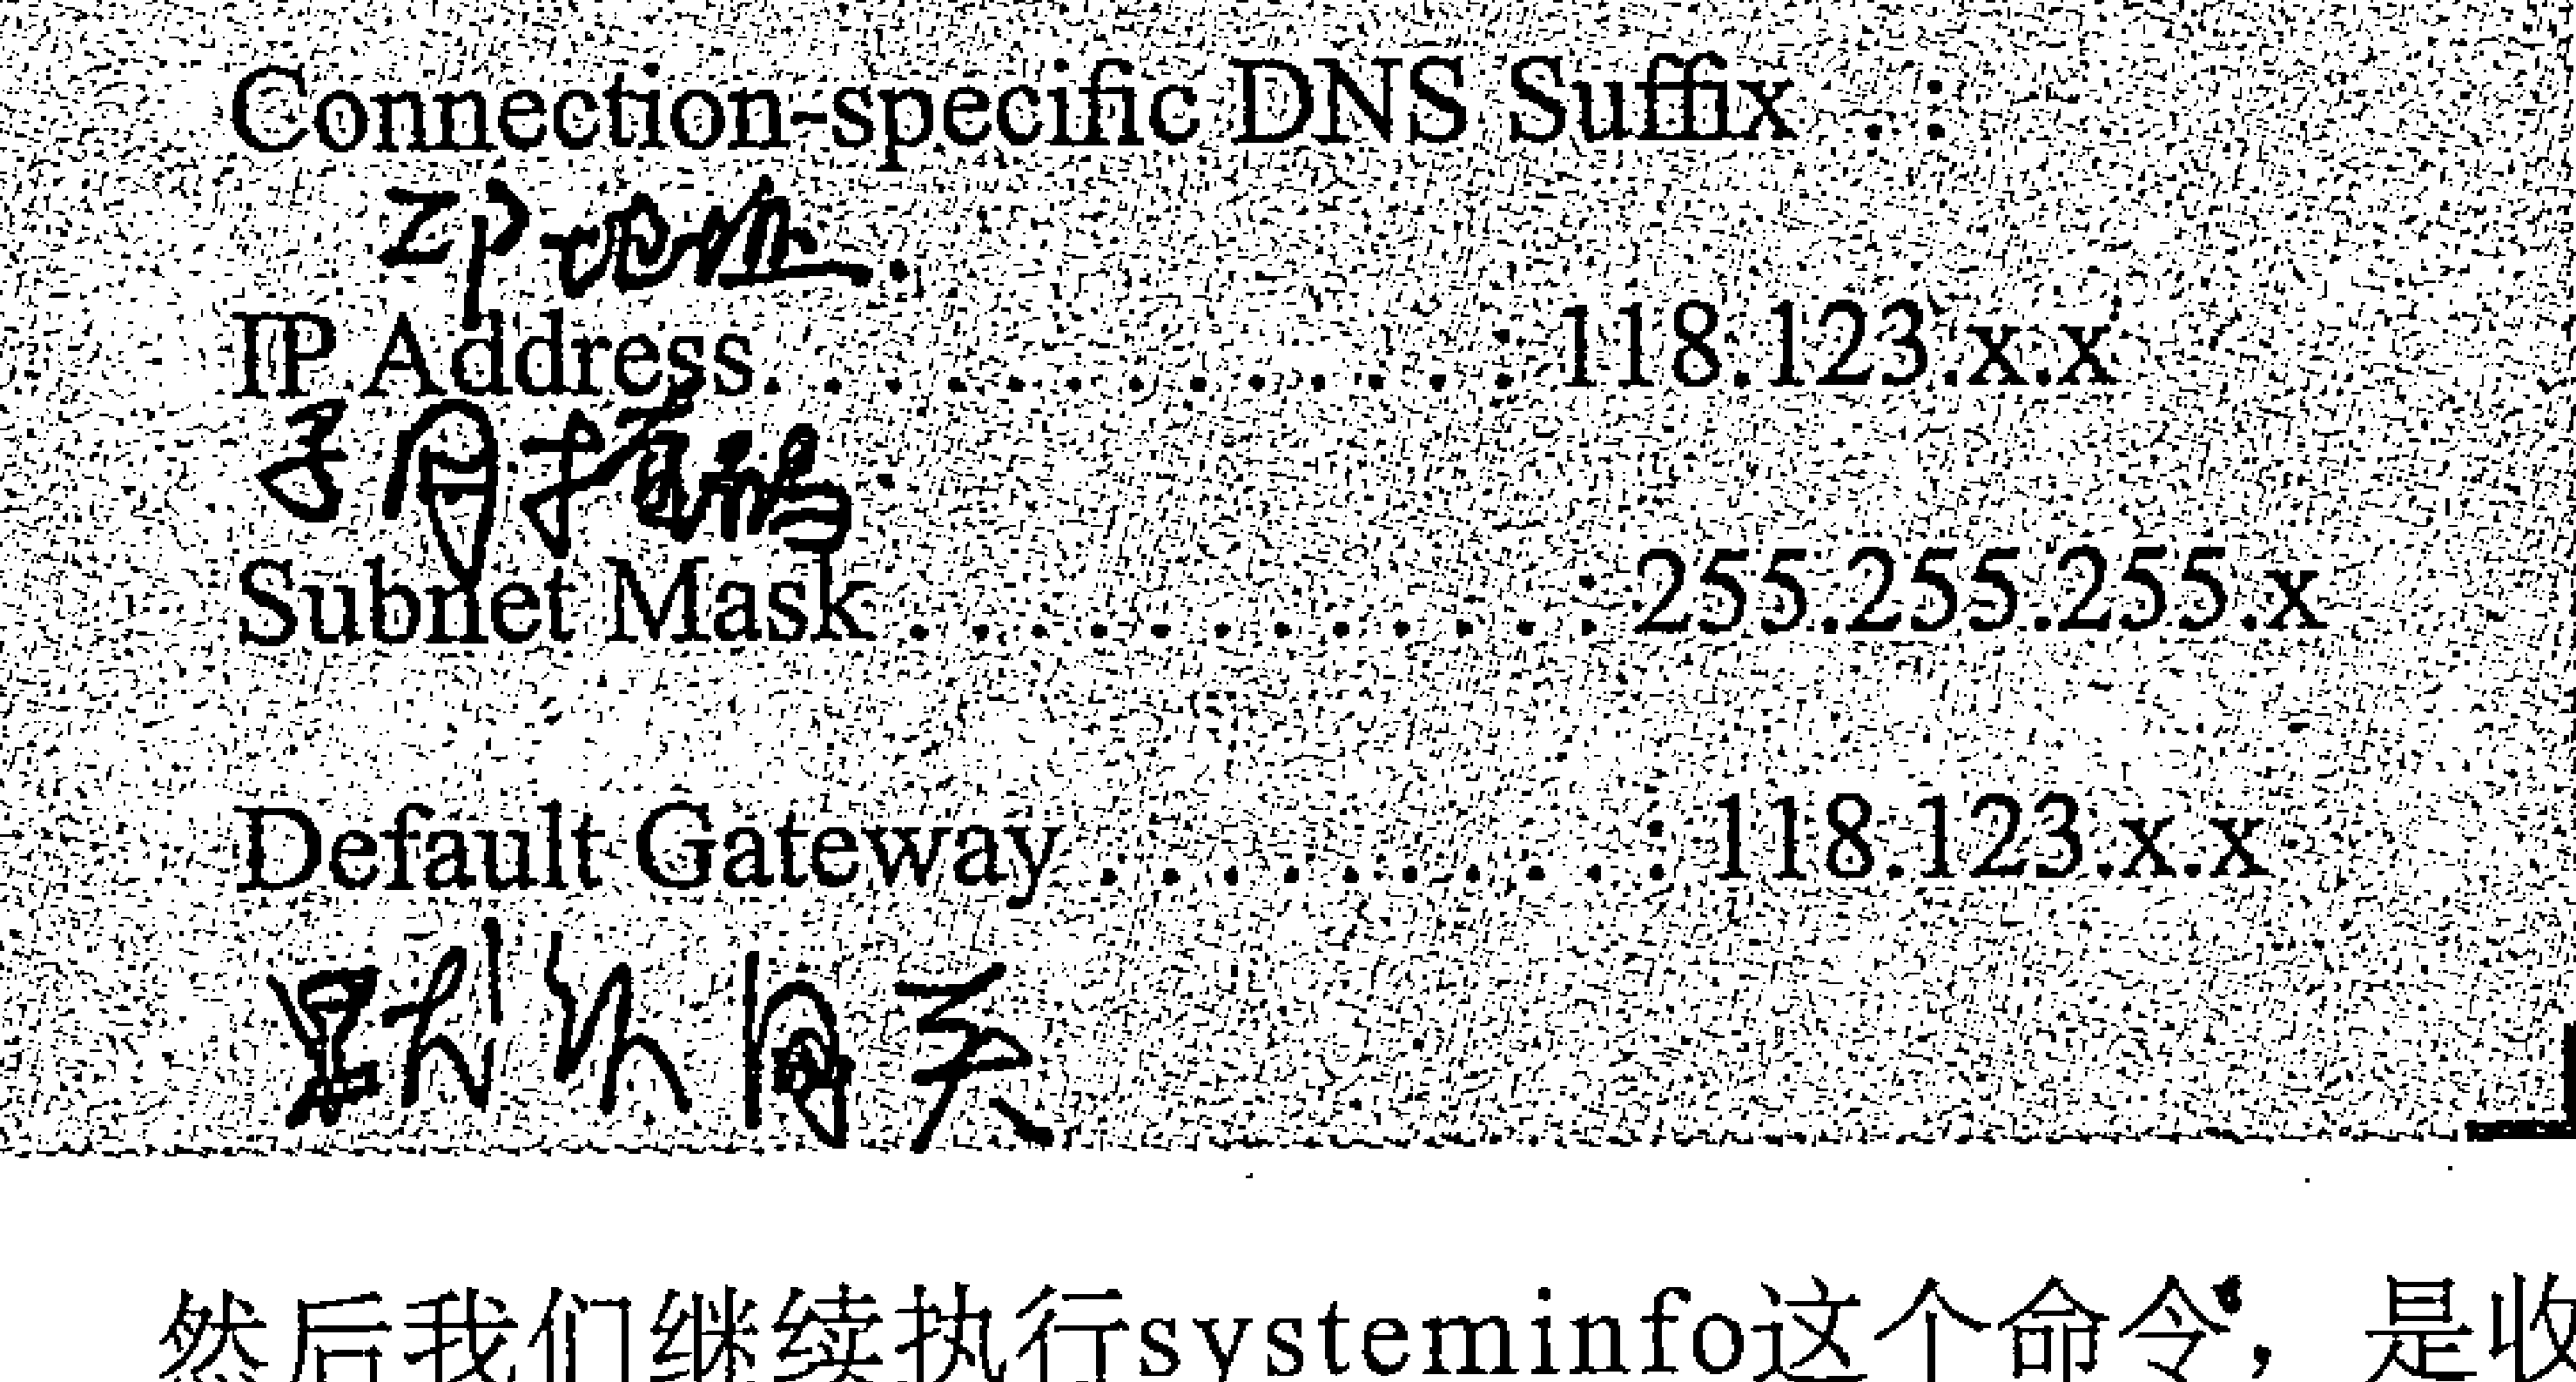 Connection-specific DNS Suffix . :
IP地址.
IP Address. . . . . . . . . . . . : 118.123.x.x
子网掩码
Subnet Mask . . . . . . . . . . . : 255.255.255.x
Default Gateway . . . . . . . . . : 118.123.x.x
默认网关
然后我们继续执行systeminfo这个命令，是收